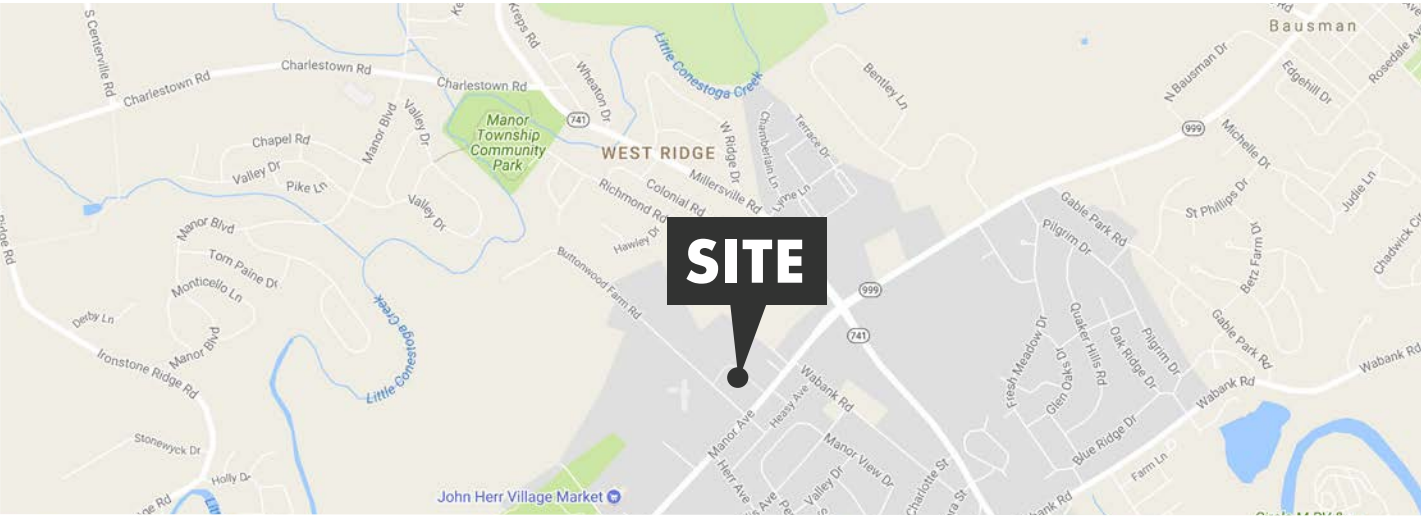 S Centerville Rd
Kreps Rd
Bausman
Rosedale Ave
Little Conestoga Creek
Charlestown Rd
Charlestown Rd
Charlestown Rd
Wheaton Dr
Bentley Ln
N Bausman Dr
Edgehill Dr
Manor
Township
Community
Park
741
999
Chapel Rd
Manor Blvd
Valley Dr
WEST RIDGE
W Ridge Dr
Chamberlain Ln
Terrace Dr
Michelle Dr
Valley Dr
Pike Ln
Richmond Rd
Colonial Rd
Millersville Rd
Lyne Ln
Gable Park Rd
St Phillips Dr
Judie Ln
Valley Dr
Manor Blvd
Hawley Dr
Pilgrim Dr
Betz Farm Dr
Ridge Rd
Tom Paine Dr
Buttonwood Farm Rd
SITE
Monticello Ln
999
Derby Ln
Little Conestoga Creek
741
Quaker Hills Rd
Oak Ridge Dr
Pilgrim Dr
Gable Park Rd
Manor Blvd
Fresh Meadow Dr
Glen Oaks Dr
Wabank Rd
Ironstone Ridge Rd
Little Conestoga
Wabank Rd
Wabank Rd
Heasy Ave
Manor Ave
Blue Ridge Dr
Stonewyck Dr
Manor View Dr
Farm Ln
Holly Dr
Herr Ave
Valley Dr
Charlotte St
John Herr Village Market
Wabank Rd